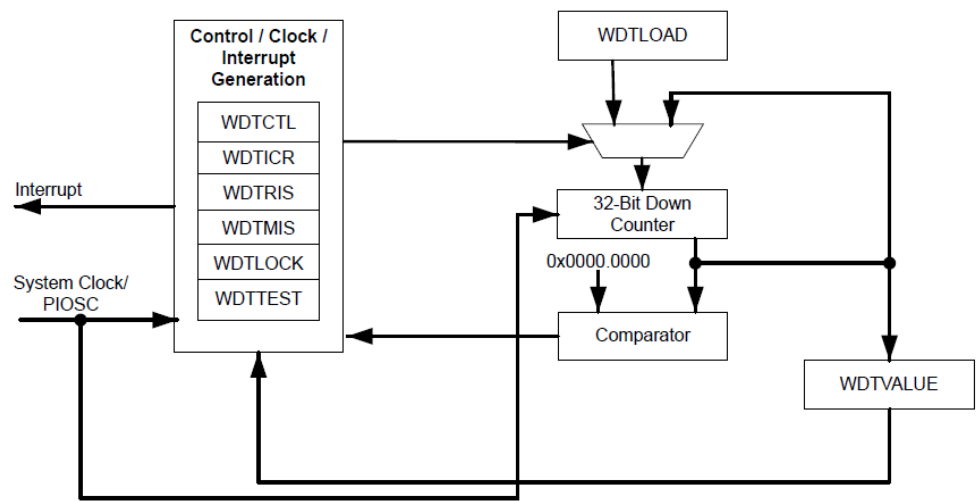 Control / Clock /
Interrupt
Generation
WDTCTL
WDTICR
WDTRIS
WDTMIS
WDTLOCK
WDTTEST
Interrupt
System Clock/
PIOSC
WDTLOAD
32-Bit Down
Counter
0x0000.0000
Comparator
WDTVALUE